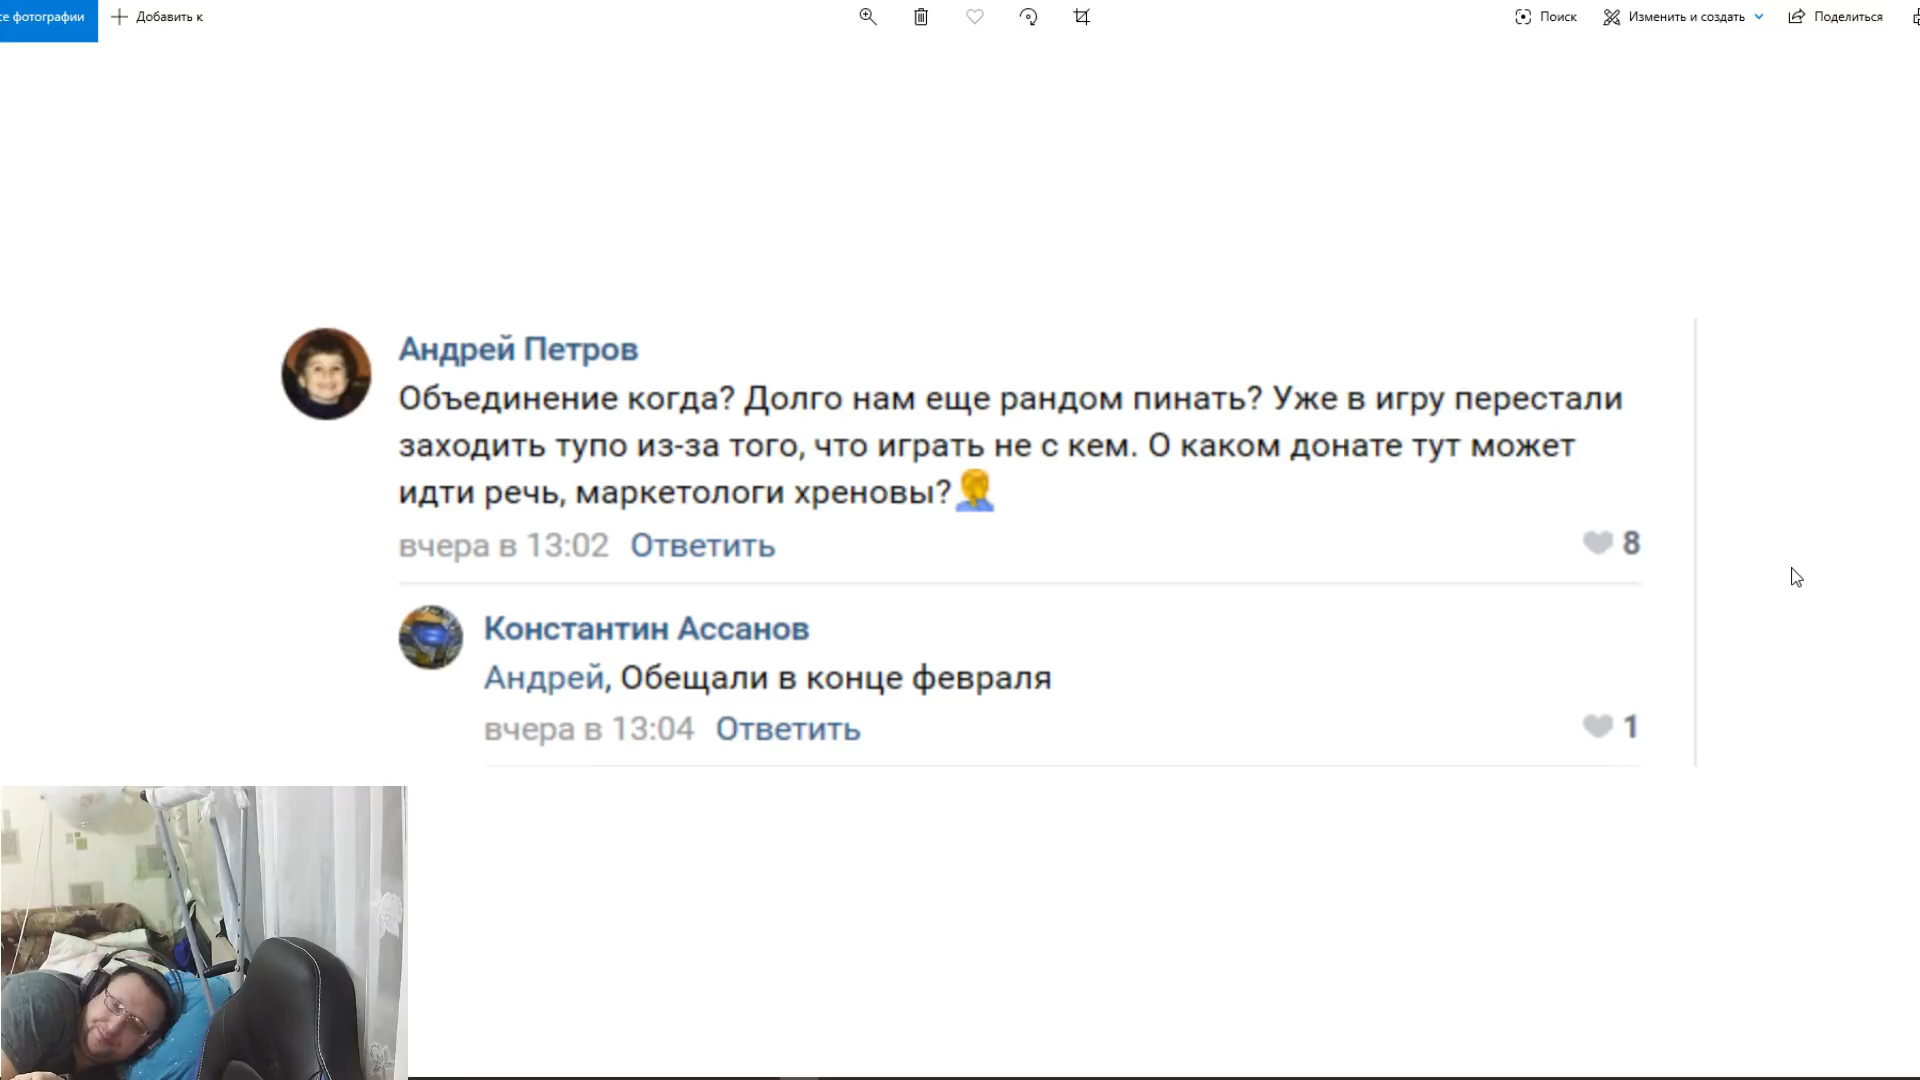 се фотографии
Добавить к
Поиск
Изменить и создать
Поделиться
Андрей Петров
Объединение когда? Долго нам еще рандом пинать? Уже в игру перестали
заходить тупо из-за того, что играть не с кем. О каком донате тут может
идти речь, маркетологи хреновы?🤦
вчера в 13:02 Ответить
8
Константин Ассанов
Андрей, Обещали в конце февраля
вчера в 13:04 Ответить
1